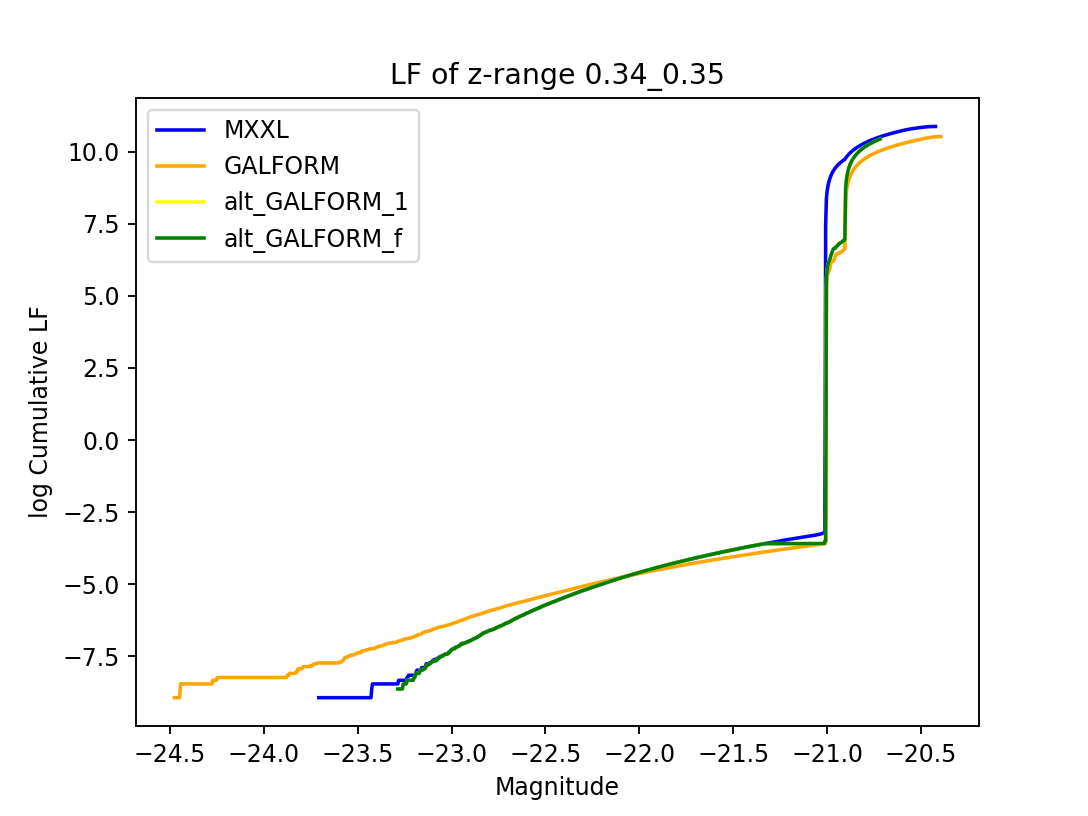 LF of z-range 0.34_0.35
MXXL
GALFORM
alt_GALFORM_1
alt_GALFORM_f
log Cumulative LF
10.0
7.5
5.0
2.5
0.0
−2.5
−5.0
−7.5
−24.5 −24.0 −23.5 −23.0 −22.5 −22.0 −21.5 −21.0 −20.5
Magnitude